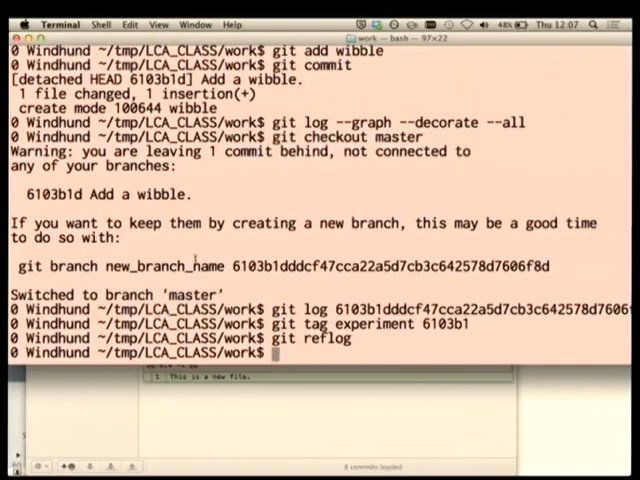 Terminal Shell Edit View Window Help 48% Thu 12:07
work — bash — 97×22
0 Windhund ~/tmp/LCA_CLASS/work$ git add wibble
0 Windhund ~/tmp/LCA_CLASS/work$ git commit
[detached HEAD 6103b1d] Add a wibble.
1 file changed, 1 insertion(+)
create mode 100644 wibble
0 Windhund ~/tmp/LCA_CLASS/work$ git log --graph --decorate --all
0 Windhund ~/tmp/LCA_CLASS/work$ git checkout master
Warning: you are leaving 1 commit behind, not connected to
any of your branches:
6103b1d Add a wibble.
If you want to keep them by creating a new branch, this may be a good time
to do so with:
git branch new_branch_name 6103b1dddcf47cca22a5d7cb3c642578d7606f8d
Switched to branch 'master'
0 Windhund ~/tmp/LCA_CLASS/work$ git log 6103b1dddcf47cca22a5d7cb3c642578d7606f
0 Windhund ~/tmp/LCA_CLASS/work$ git tag experiment 6103b1
0 Windhund ~/tmp/LCA_CLASS/work$ git reflog
0 Windhund ~/tmp/LCA_CLASS/work$
1 This is a new file.
8 commits loaded